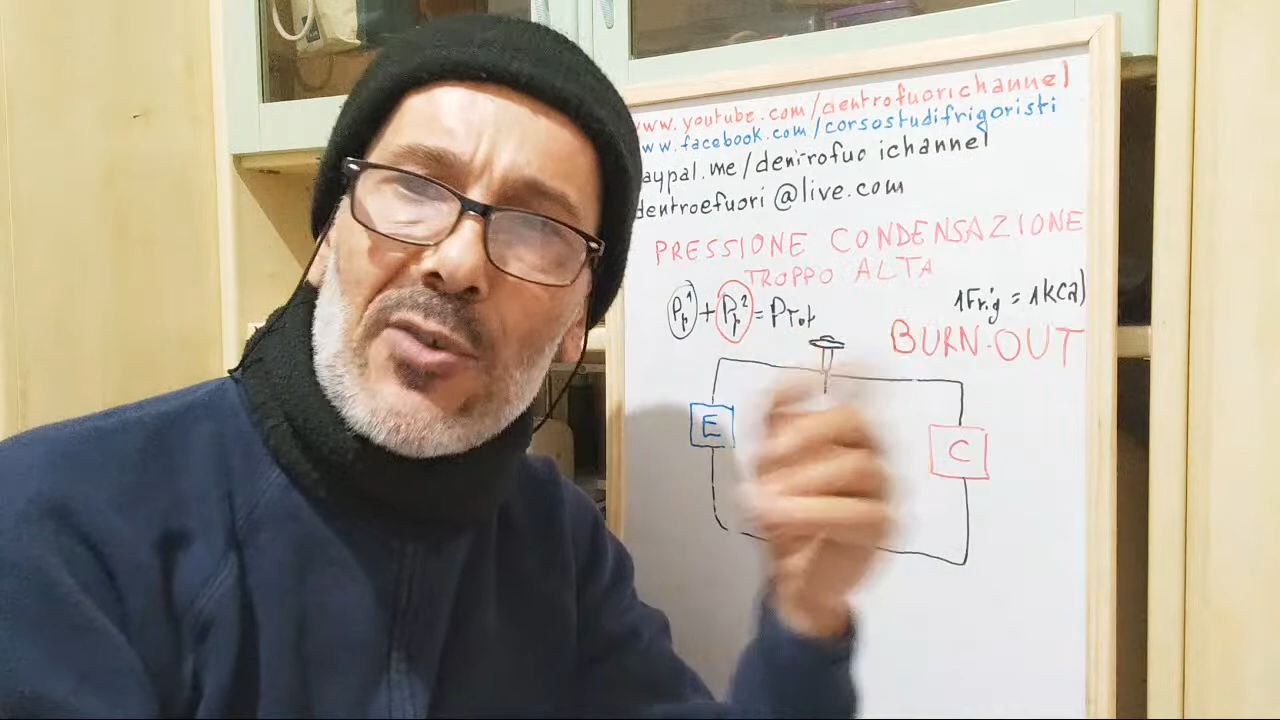 www.youtube.com/dentrofuorichannel
www.facebook.com/corsostudifrigoristi
aypal.me/dentrofuo ichannel
dentroefuori@live.com
PRESSIONE CONDENSAZIONE
TROPPO ALTA
Pp1 + Pp2 = PTot
1Frig = 1kCal
BURN-OUT
E
C